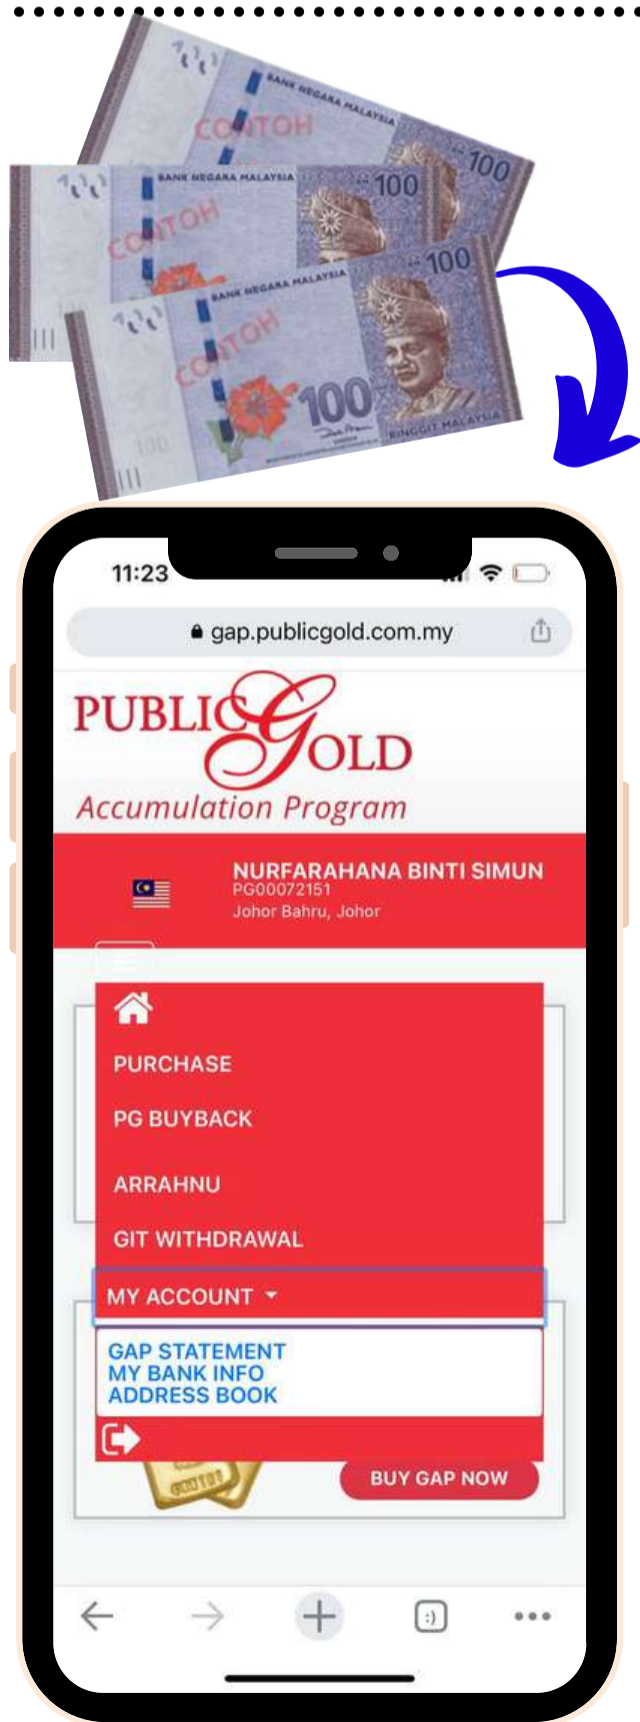 BANK NEGARA MALAYSIA
CONTOH
100
BANK NEGARA MALAYSIA
100
CONTOH
BANK NEGARA MALAYSIA
100
CONTOH
100
RINGGIT MALAYSIA
100
11:23
gap.publicgold.com.my
PUBLIC GOLD
Accumulation Program
NURFARAHANA BINTI SIMUN
PG00072151
Johor Bahru, Johor
PURCHASE
PG BUYBACK
ARRAHNU
GIT WITHDRAWAL
MY ACCOUNT
GAP STATEMENT
MY BANK INFO
ADDRESS BOOK
BUY GAP NOW
:)